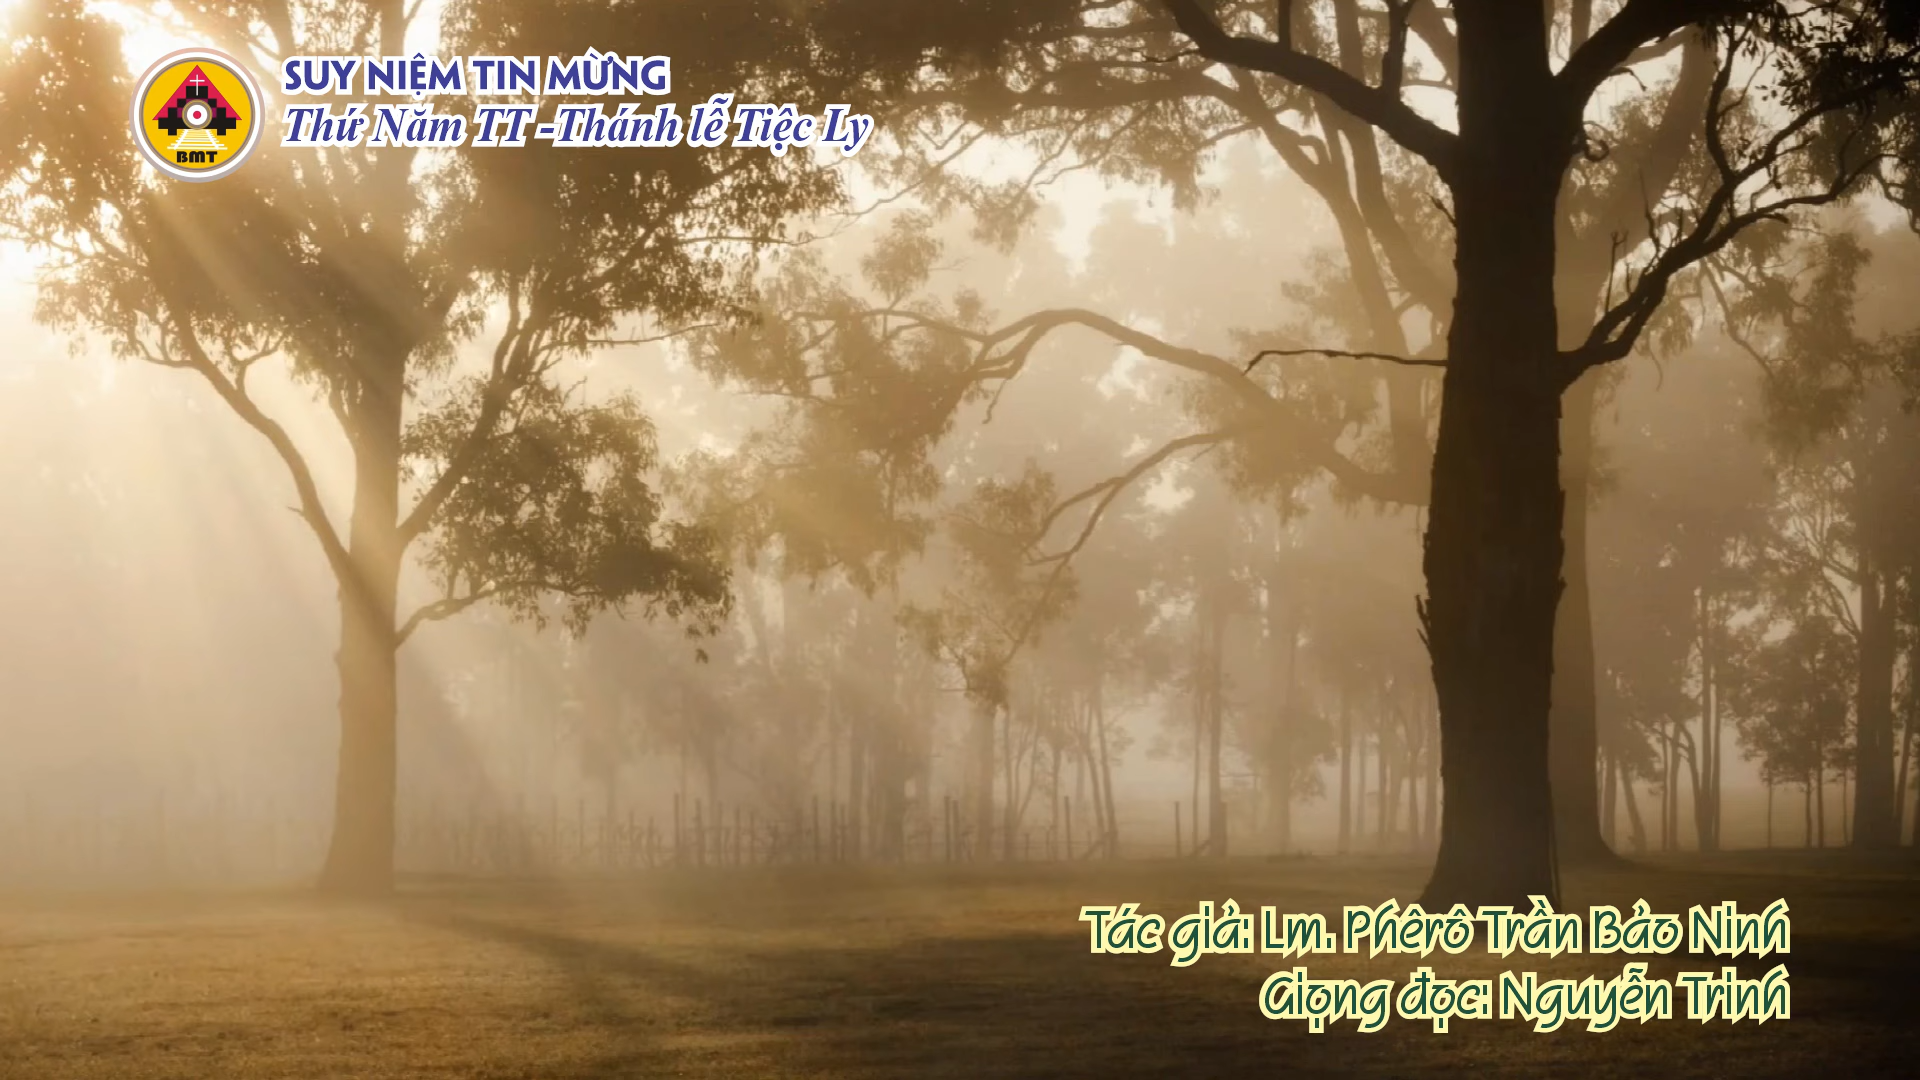 SUY NIỆM TIN MỪNG
Thứ Năm TT -Thánh lễ Tiệc Ly
BMT
Tác giả: Lm. Phêrô Trần Bảo Ninh
Giọng đọc: Nguyễn Trinh